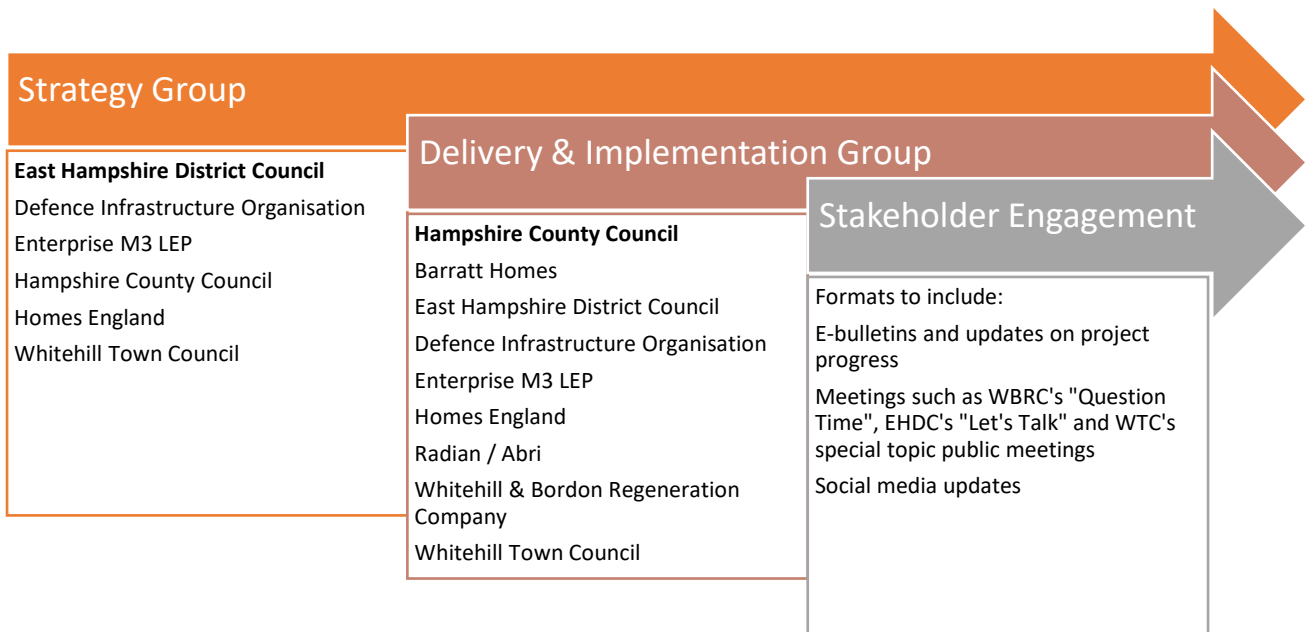 Strategy Group
East Hampshire District Council
Defence Infrastructure Organisation
Enterprise M3 LEP
Hampshire County Council
Homes England
Whitehill Town Council
Delivery & Implementation Group
Hampshire County Council
Barratt Homes
East Hampshire District Council
Defence Infrastructure Organisation
Enterprise M3 LEP
Homes England
Radian / Abri
Whitehill & Bordon Regeneration
Company
Whitehill Town Council
Stakeholder Engagement
Formats to include:
E-bulletins and updates on project
progress
Meetings such as WBRC's "Question
Time", EHDC's "Let's Talk" and WTC's
special topic public meetings
Social media updates